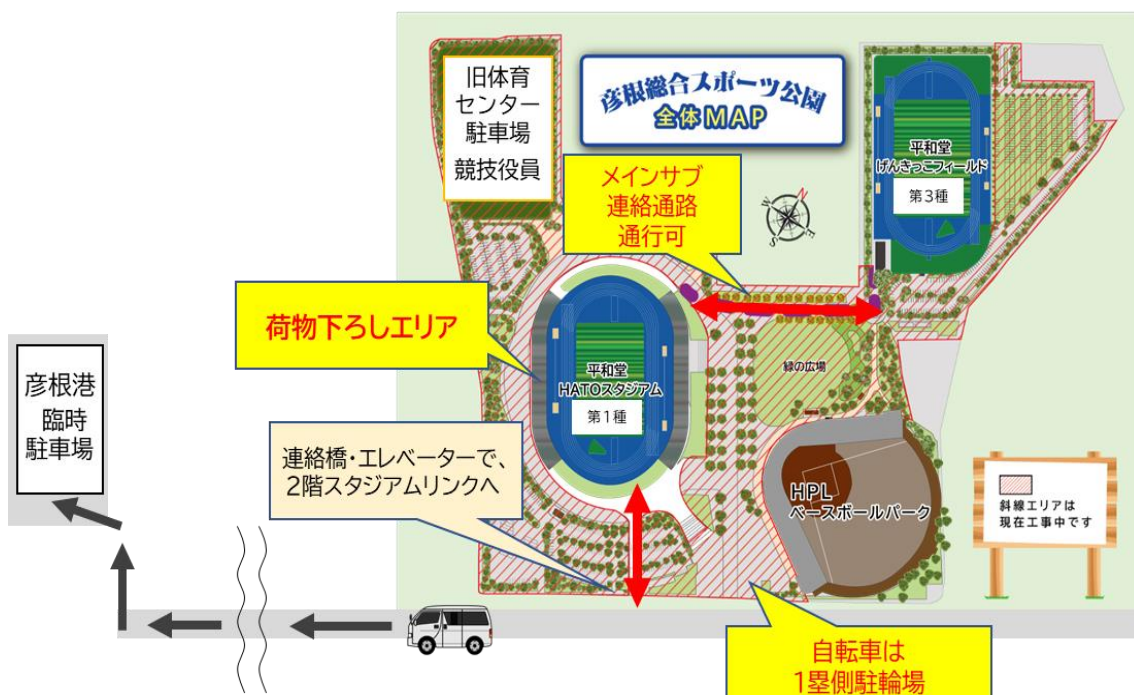 旧体育
センター
駐車場
競技役員
彦根総合スポーツ公園
全体MAP
平和堂
げんきっこフィールド
第3種
メインサブ
連絡通路
通行可
N
W
E
S
荷物下ろしエリア
平和堂
HATOスタジアム
第1種
緑の広場
彦根港
臨時
駐車場
連絡橋・エレベーターで、
2階スタジアムリンクへ
HPL
ベースボールパーク
斜線エリアは
現在工事中です
自転車は
1塁側駐輪場